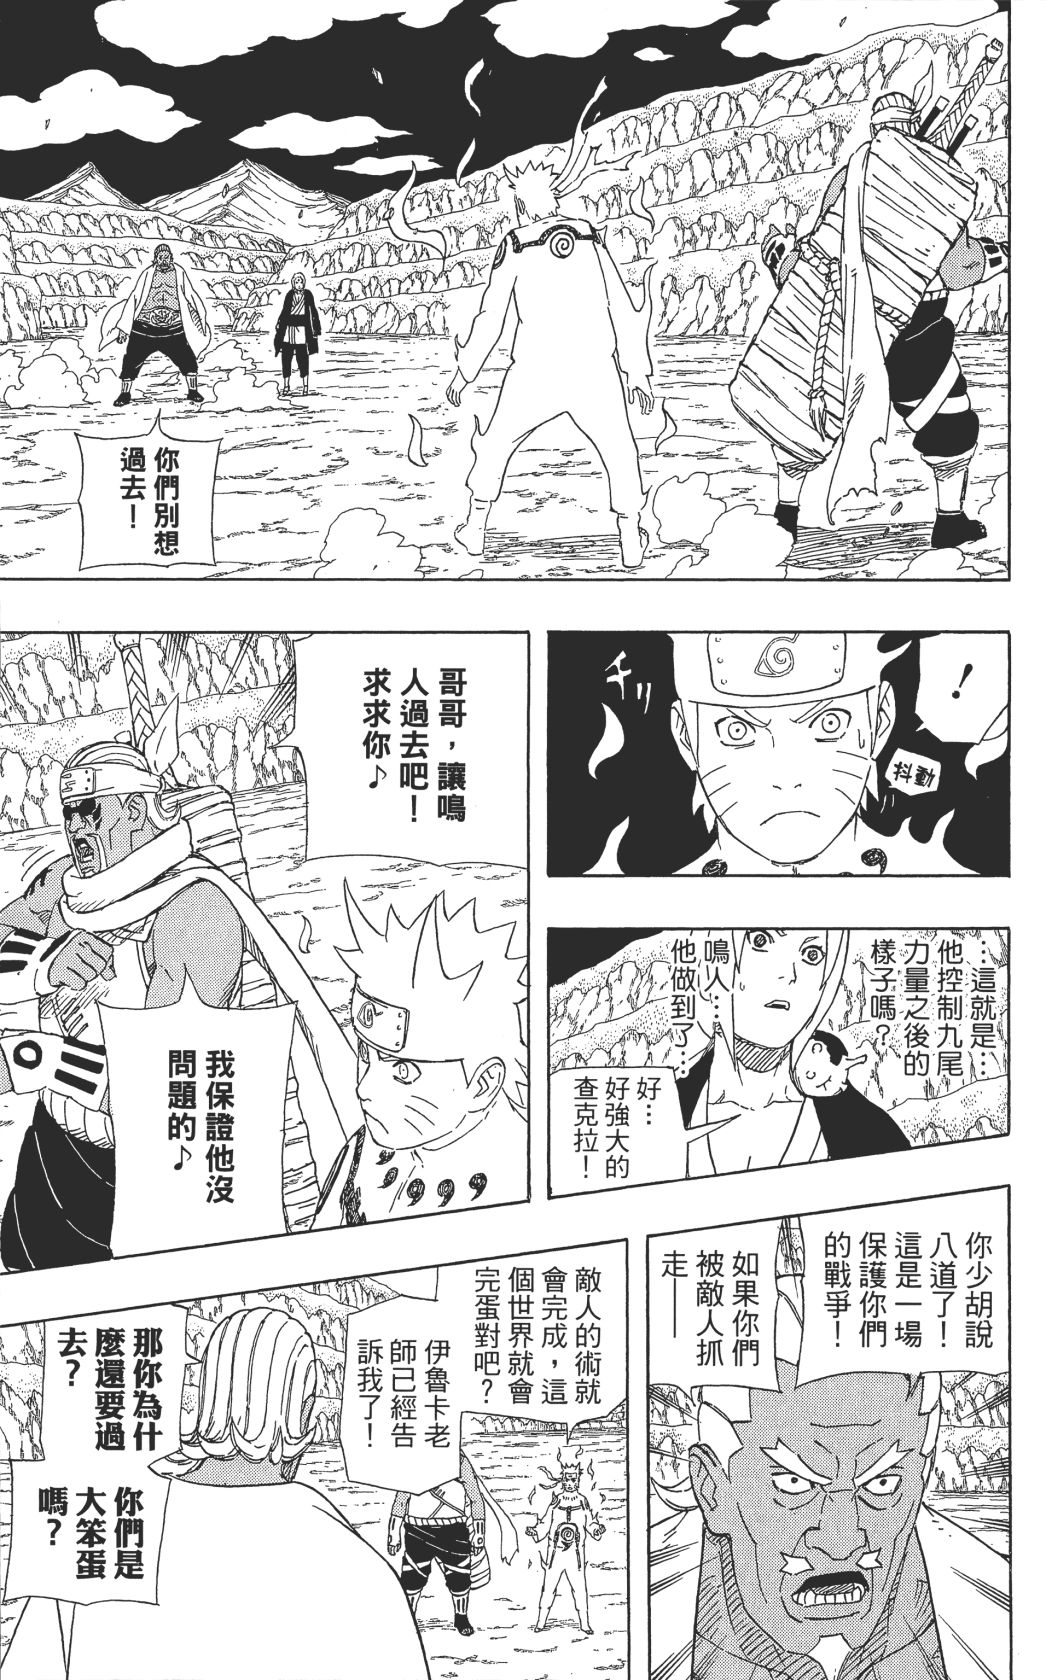 你們別想
過去！
！
チッ
抖動
…這就是…
他控制九尾
力量之後的
樣子嗎？
鳴人…
他做到了…
好…
好強大的
查克拉！
哥哥，讓鳴
人過去吧！
求求你♪
我保證他沒
問題的♪
你少胡說
八道了！
這是一場
保護你們
的戰爭！
如果你們
被敵人抓
走──
敵人的術就
會完成，這
個世界就會
完蛋對吧？
伊魯卡老
師已經告
訴我了！
那你為什
麼還要過
去？
你們是
大笨蛋
嗎？